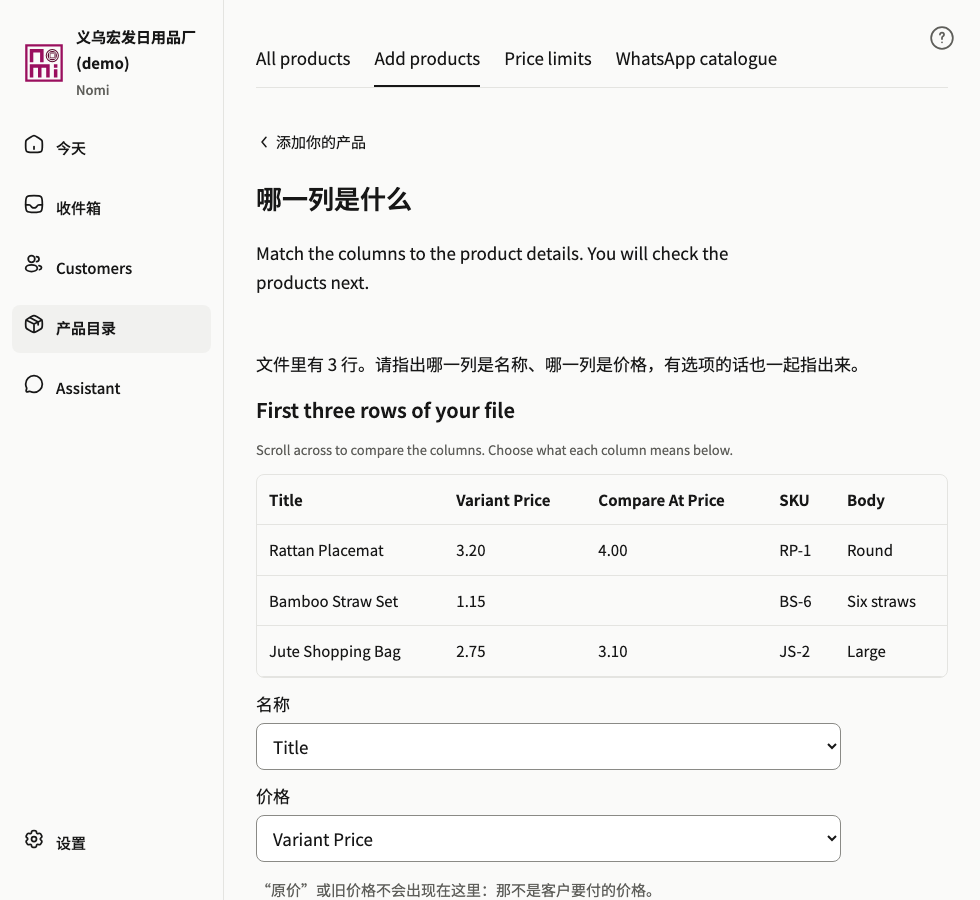 义乌宏发日用品厂
(demo)
Nomi
今天
收件箱
Customers
产品目录
Assistant
设置
All products Add products Price limits WhatsApp catalogue
添加你的产品
哪一列是什么
Match the columns to the product details. You will check the
products next.
文件里有 3 行。请指出哪一列是名称、哪一列是价格，有选项的话也一起指出来。
First three rows of your file
Scroll across to compare the columns. Choose what each column means below.
Title Variant Price Compare At Price SKU Body
Rattan Placemat 3.20 4.00 RP-1 Round
Bamboo Straw Set 1.15 BS-6 Six straws
Jute Shopping Bag 2.75 3.10 JS-2 Large
名称
Title
价格
Variant Price
“原价”或旧价格不会出现在这里：那不是客户要付的价格。